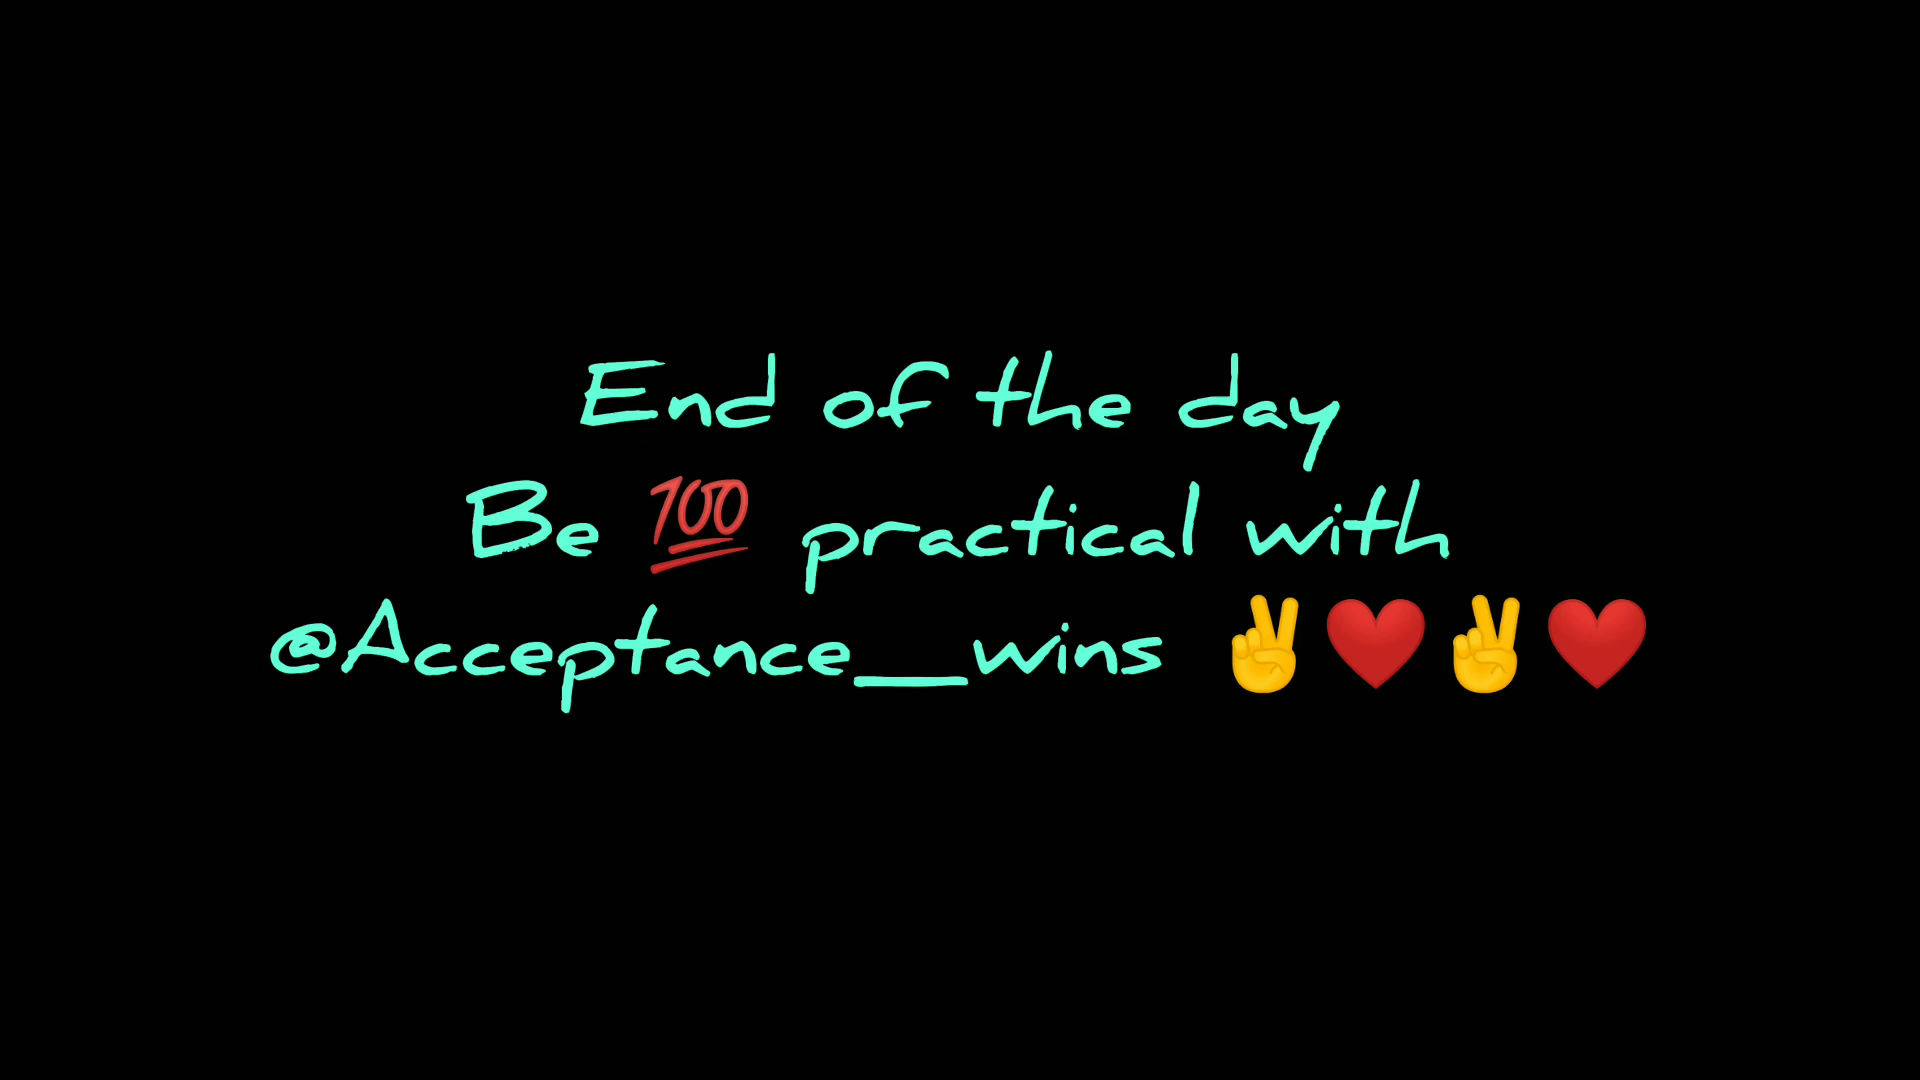 End of the day
Be 💯 practical with
@Acceptance__wins ✌️❤️✌️❤️